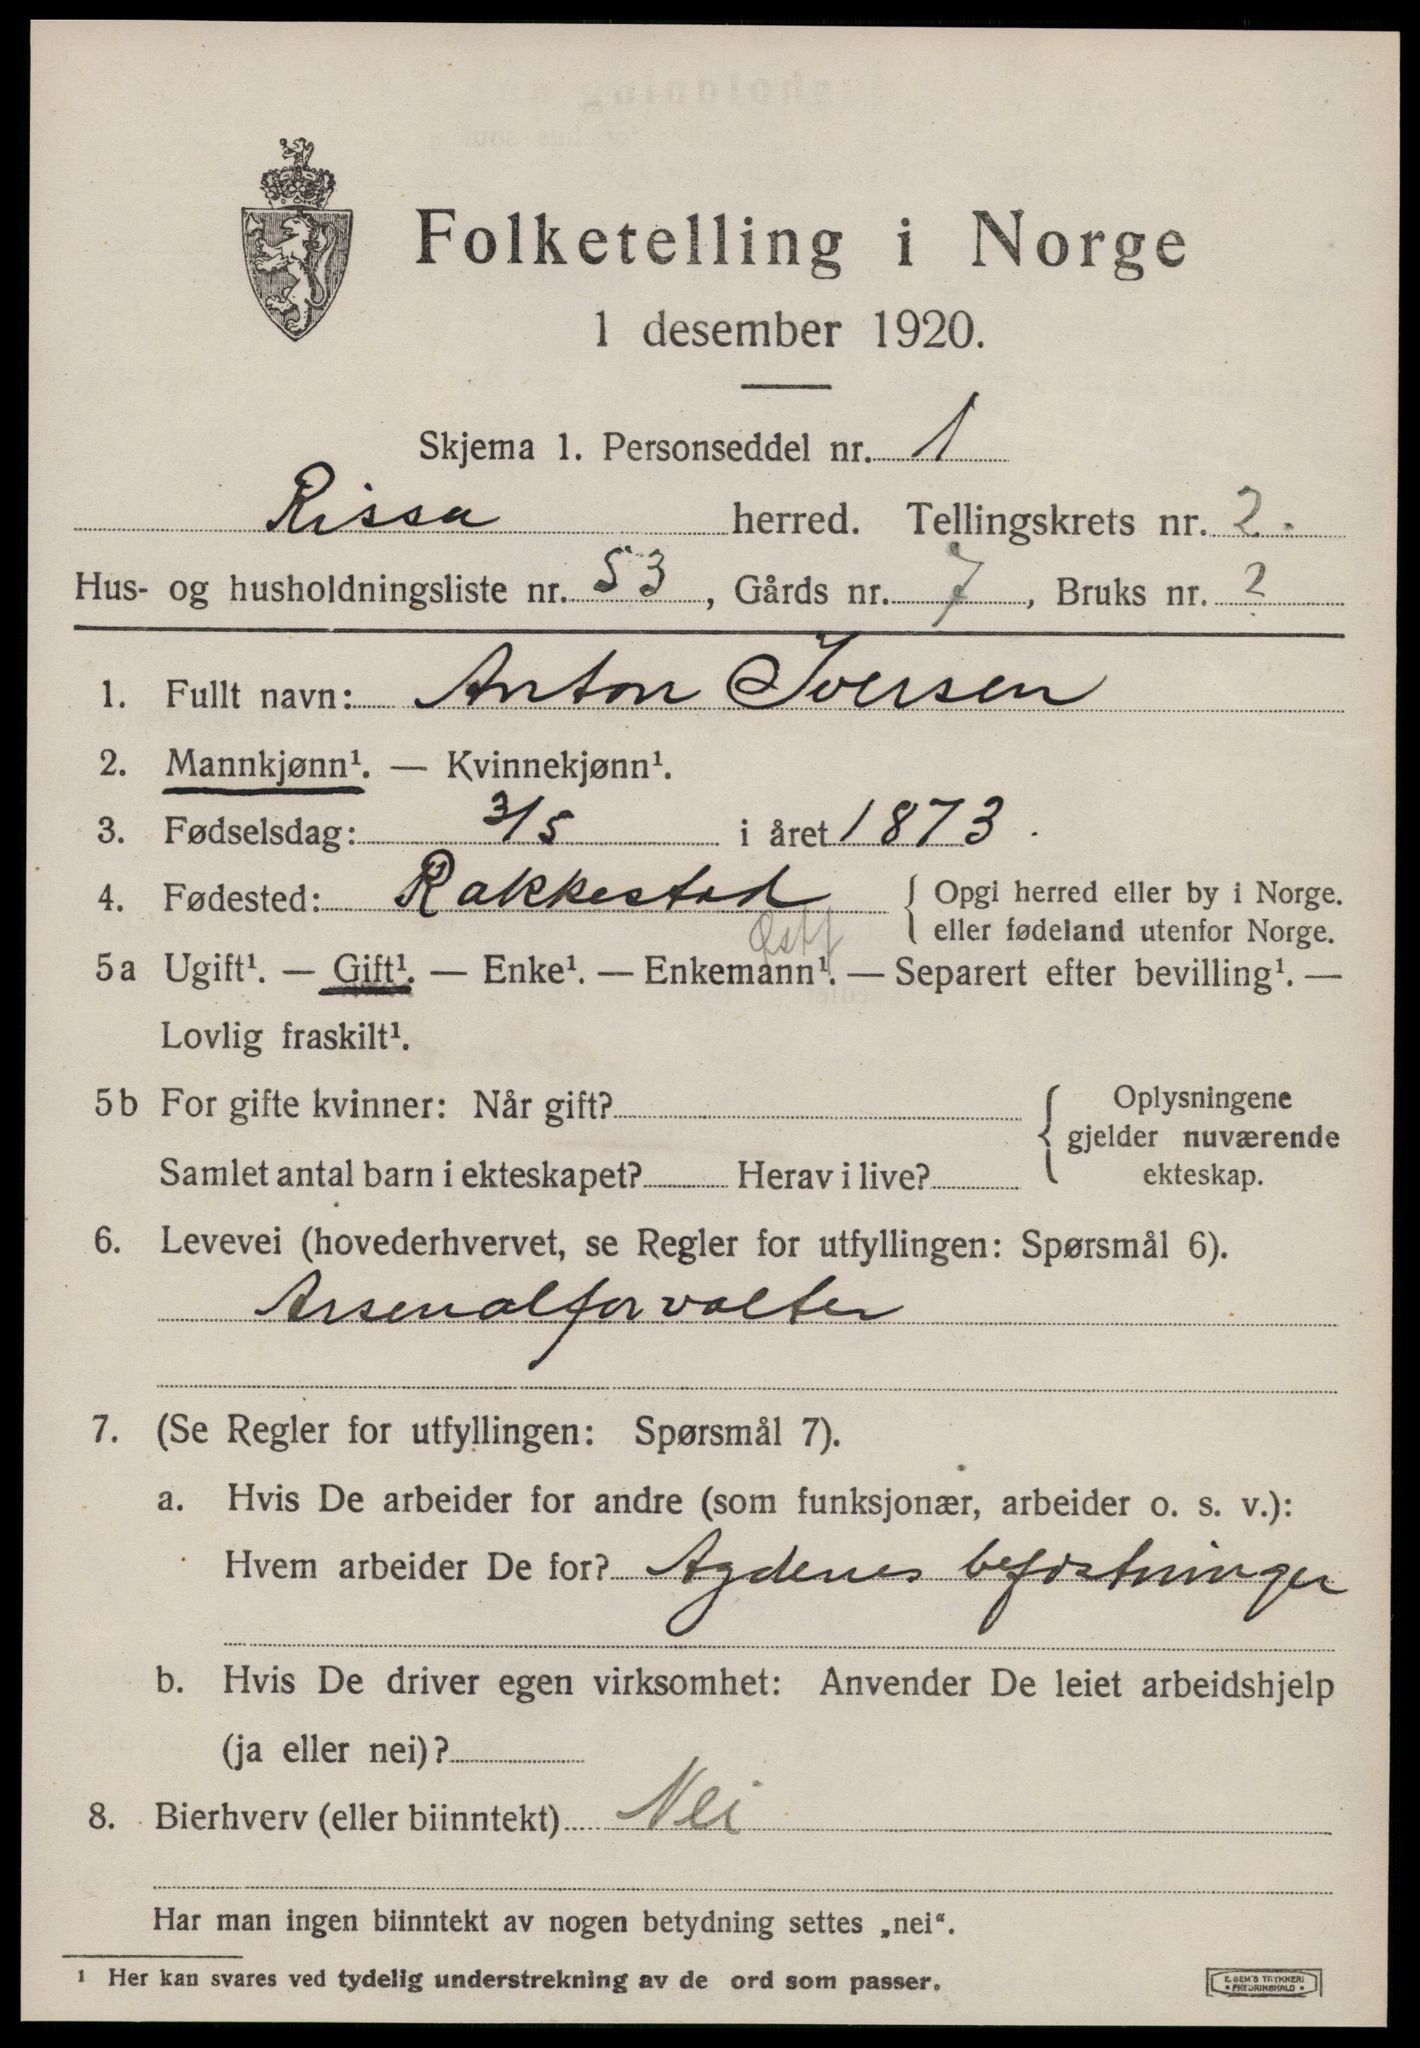 Folketelling i Norge
1 desember 1920.
Skjema 1. Personseddel nr. 1
Rissa herred. Tellingskrets nr. 2.
Hus- og husholdningsliste nr. 53, Gårds nr. 7, Bruks nr. 2
1. Fullt navn: Anton Iversen
2. Mannkjønn¹. — Kvinnekjønn¹.
3. Fødselsdag: 3/5 i året 1873.
4. Fødested: Rakkestad { Opgi herred eller by i Norge.
eller fødeland utenfor Norge.
Østf
5a Ugift¹. — Gift¹. — Enke¹. — Enkemann¹. — Separert efter bevilling¹. —
Lovlig fraskilt¹.
5b For gifte kvinner: Når gift? { Oplysningene
gjelder nuværende
Samlet antal barn i ekteskapet? Herav i live? ekteskap.
6. Levevei (hovederhvervet, se Regler for utfyllingen: Spørsmål 6).
Arsenalforvalter
7. (Se Regler for utfyllingen: Spørsmål 7).
a. Hvis De arbeider for andre (som funksjonær, arbeider o. s. v.):
Hvem arbeider De for? Agdenes befæstninger
b. Hvis De driver egen virksomhet: Anvender De leiet arbeidshjelp
(ja eller nei)?
8. Bierhverv (eller biinntekt) Nei
Har man ingen biinntekt av nogen betydning settes „nei“.
¹ Her kan svares ved tydelig understrekning av de ord som passer.
E. SEM'S TRYKKERI
• FREDRIKSHALD •